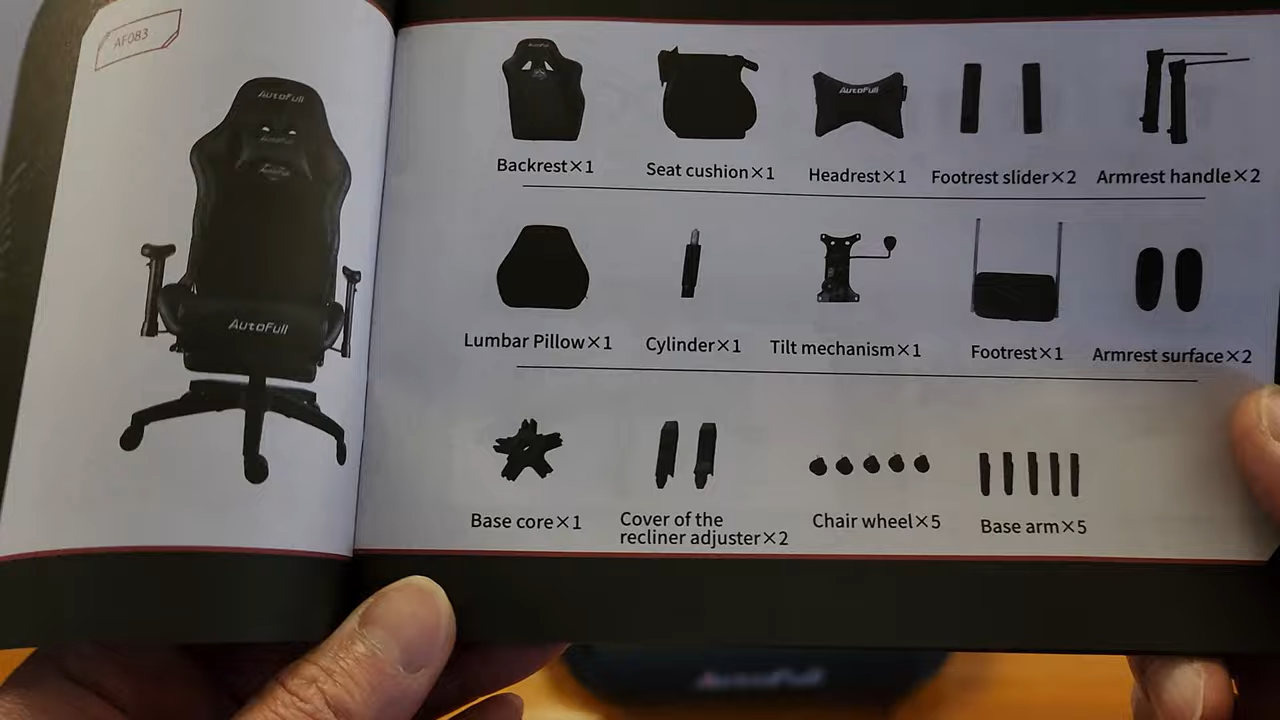 AF083
AutoFull
AutoFull
Backrest×1
Seat cushion×1
AutoFull
Headrest×1
Footrest slider×2
Armrest handle×2
Lumbar Pillow×1
Cylinder×1
Tilt mechanism×1
Footrest×1
Armrest surface×2
Base core×1
Cover of the
recliner adjuster×2
Chair wheel×5
Base arm×5
AutoFull